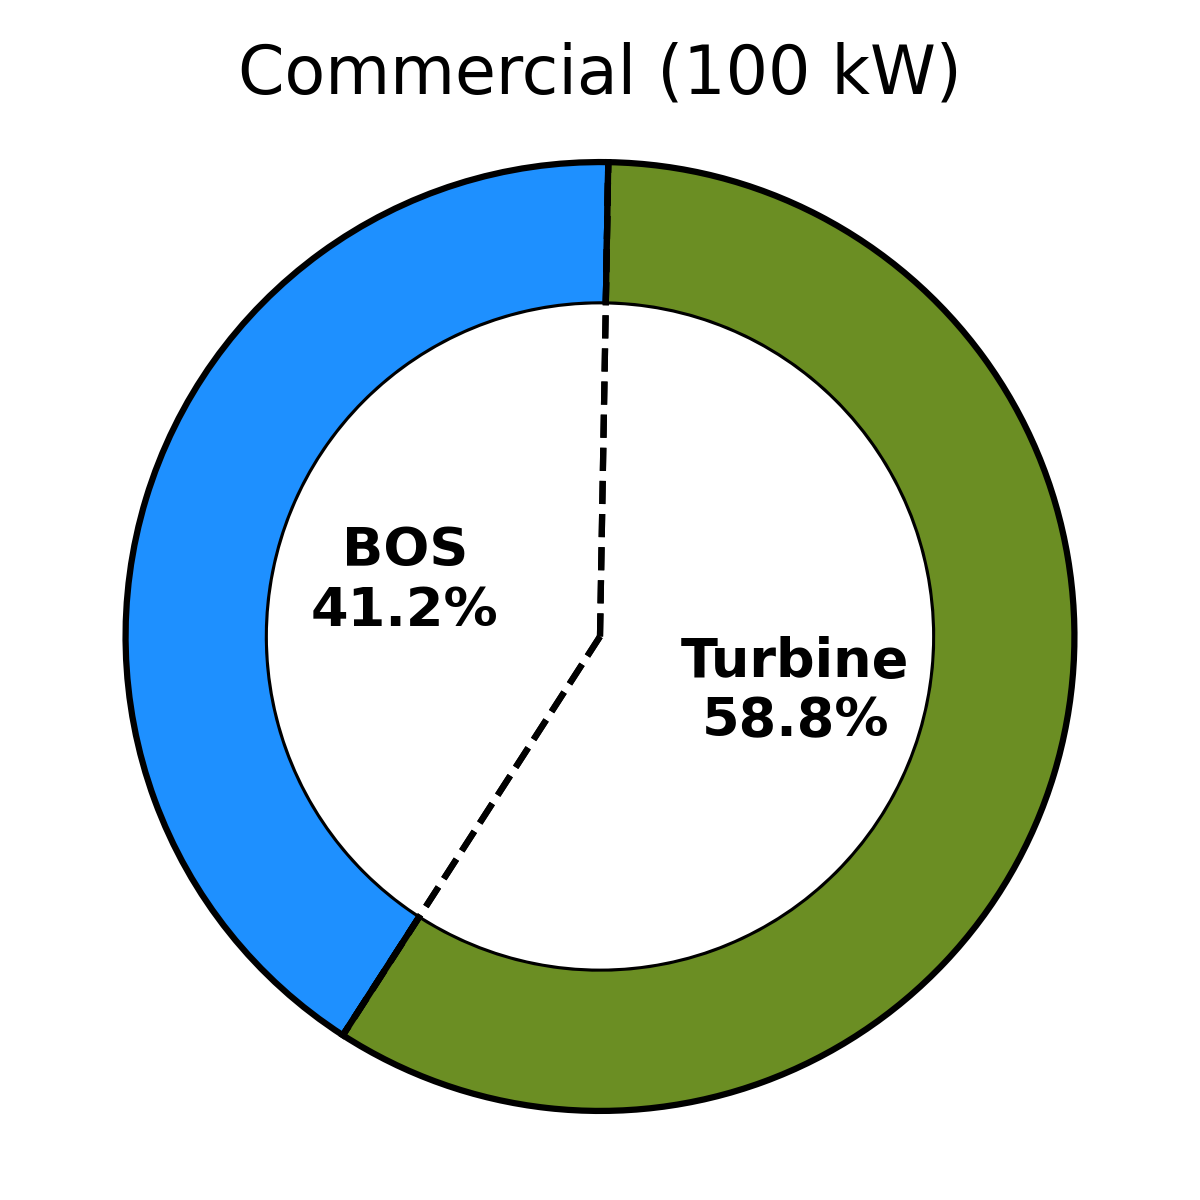 Commercial (100 kW)
BOS
41.2%
Turbine
58.8%